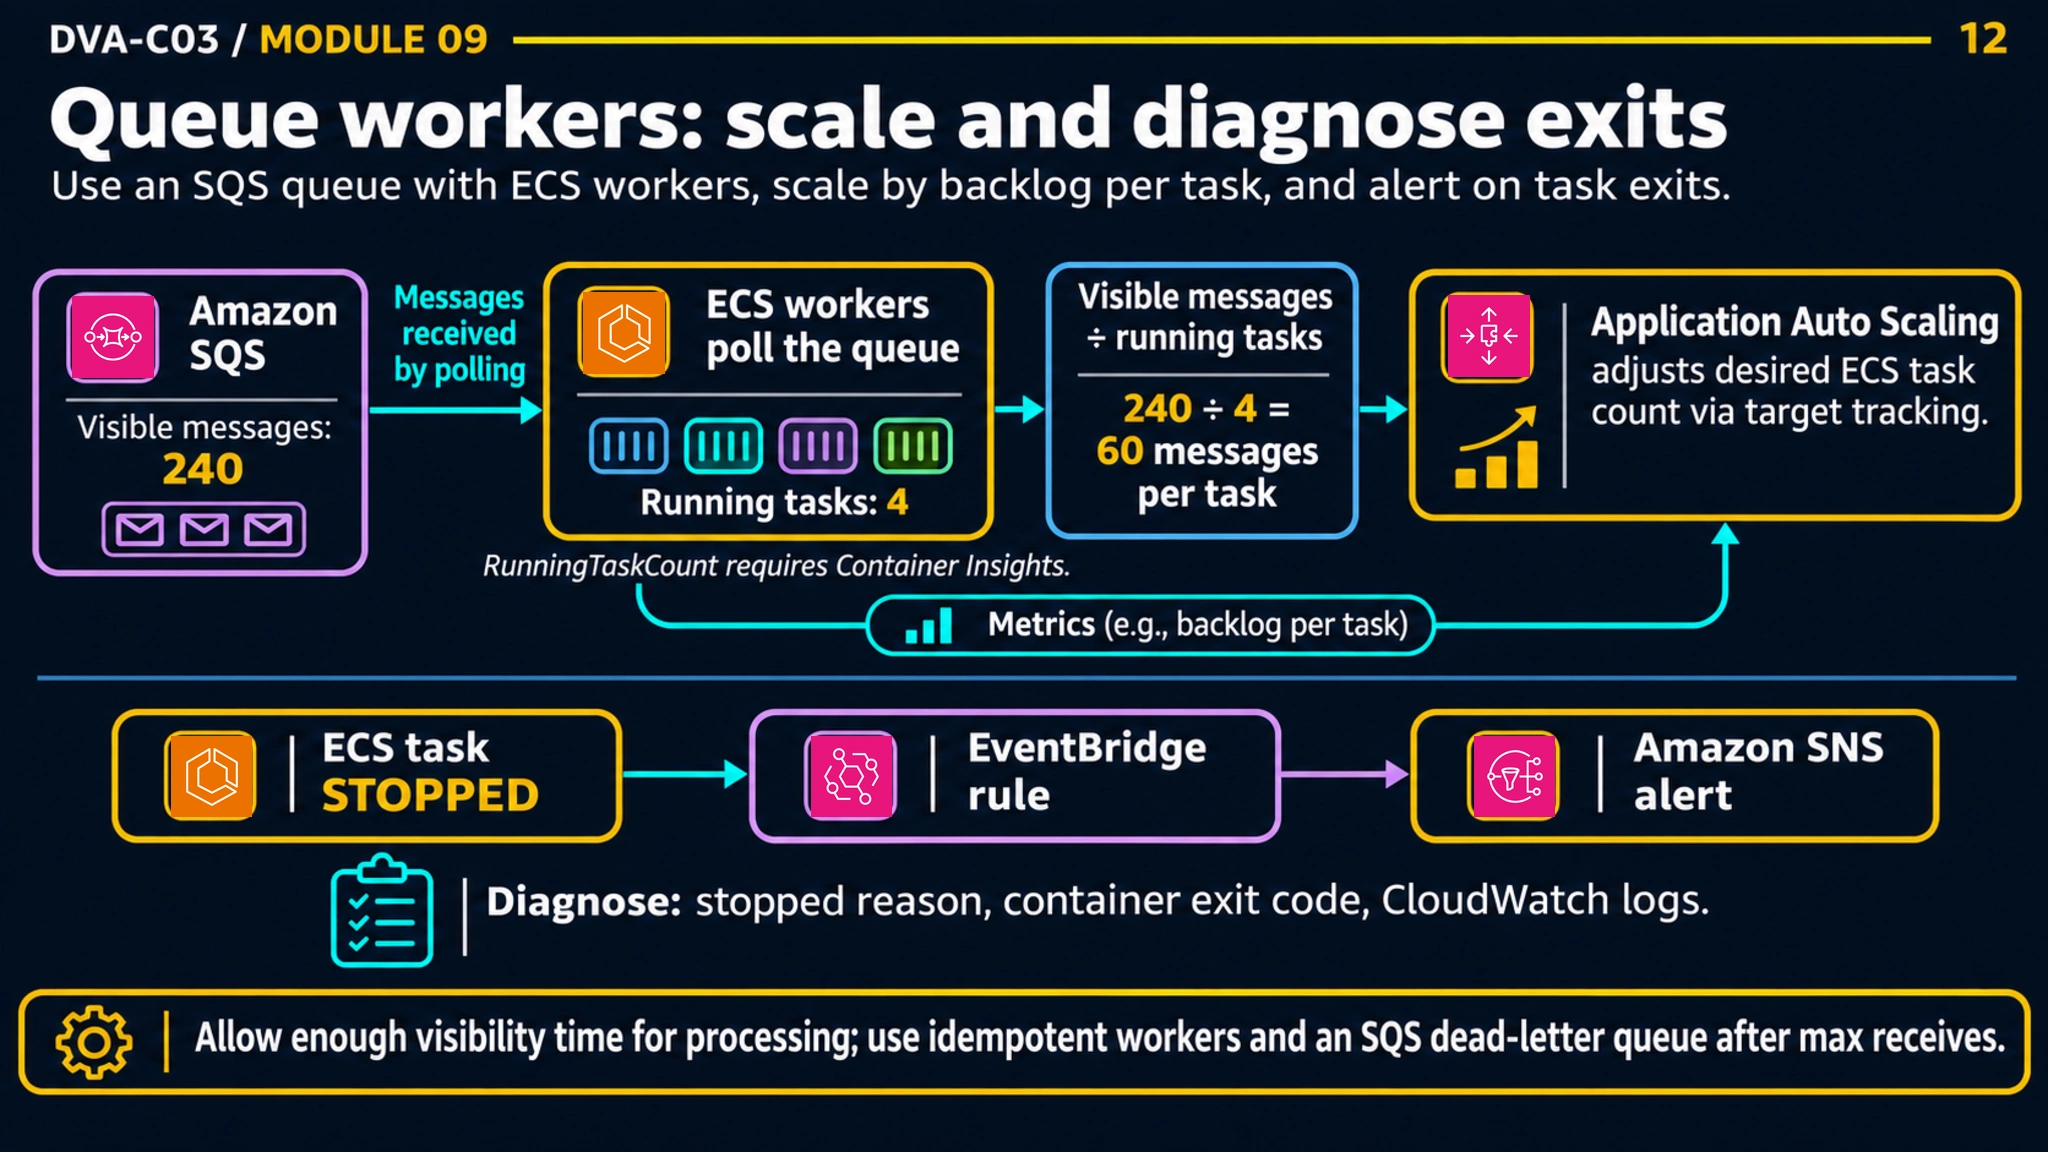 DVA-C03 / MODULE 09
12
Queue workers: scale and diagnose exits
Use an SQS queue with ECS workers, scale by backlog per task, and alert on task exits.
Amazon
SQS
Visible messages:
240
Messages
received
by polling
ECS workers
poll the queue
Running tasks: 4
RunningTaskCount requires Container Insights.
Visible messages
÷ running tasks
240 ÷ 4 =
60 messages
per task
Application Auto Scaling
adjusts desired ECS task
count via target tracking.
Metrics (e.g., backlog per task)
ECS task
STOPPED
EventBridge
rule
Amazon SNS
alert
Diagnose: stopped reason, container exit code, CloudWatch logs.
Allow enough visibility time for processing; use idempotent workers and an SQS dead-letter queue after max receives.